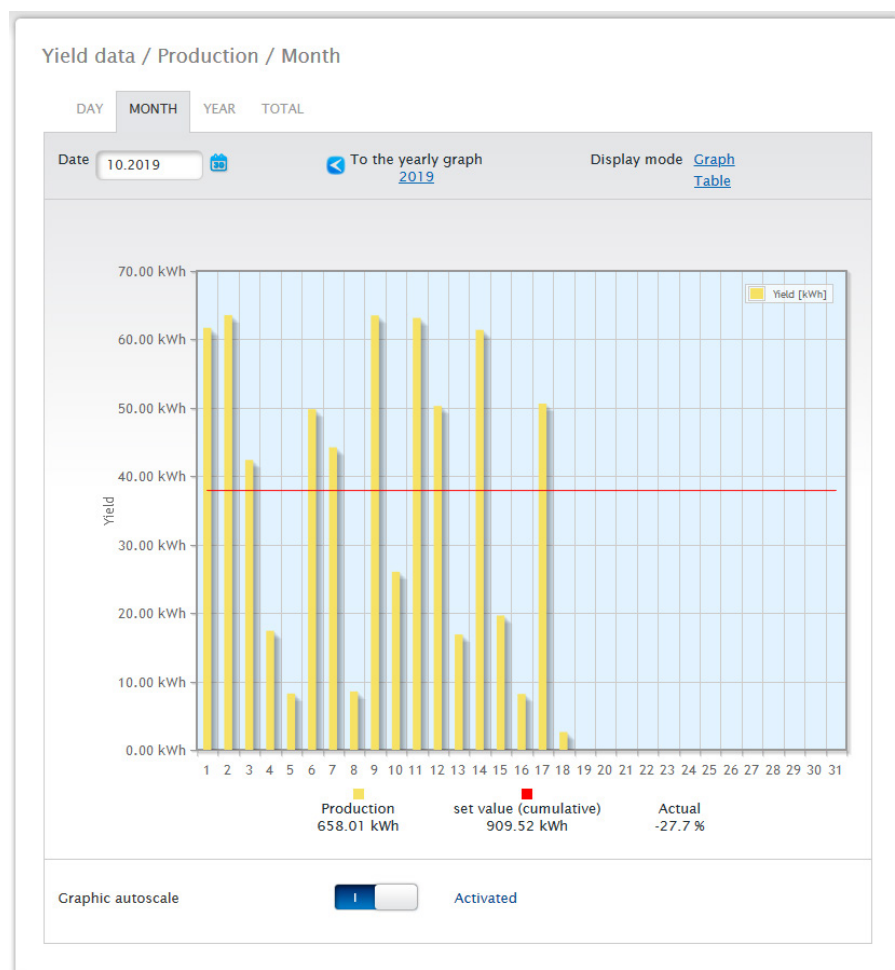 Yield data / Production / Month
DAY MONTH YEAR TOTAL
Date 10.2019 30 To the yearly graph Display mode Graph
2019 Table
70.00 kWh
Yield [kWh]
60.00 kWh
50.00 kWh
40.00 kWh
Yield
30.00 kWh
20.00 kWh
10.00 kWh
0.00 kWh
1 2 3 4 5 6 7 8 9 10 11 12 13 14 15 16 17 18 19 20 21 22 23 24 25 26 27 28 29 30 31
Production set value (cumulative) Actual
658.01 kWh 909.52 kWh -27.7 %
Graphic autoscale I Activated